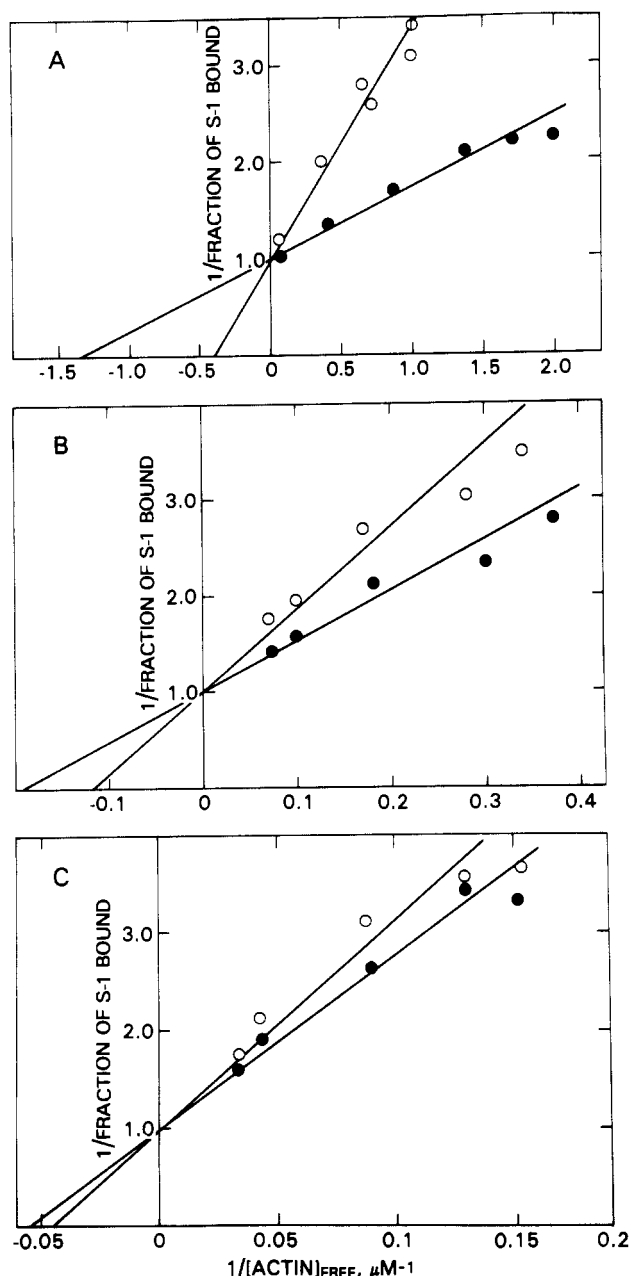 A
1/FRACTION OF S-1 BOUND
3.0
2.0
1.0
-1.5 -1.0 -0.5 0 0.5 1.0 1.5 2.0
B
1/FRACTION OF S-1 BOUND
3.0
2.0
1.0
-0.1 0 0.1 0.2 0.3 0.4
C
1/FRACTION OF S-1 BOUND
3.0
2.0
1.0
-0.05 0 0.05 0.1 0.15 0.2
1/[ACTIN]FREE, μM-1